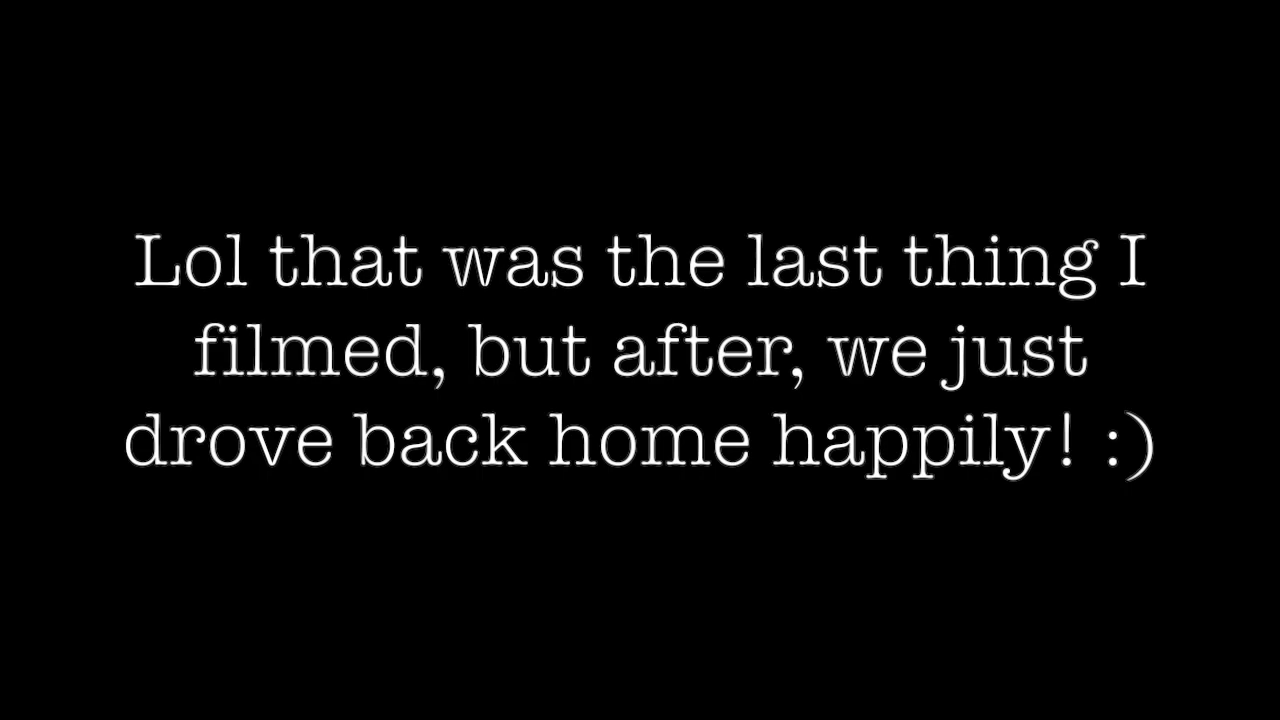 Lol that was the last thing I
filmed, but after, we just
drove back home happily! :)